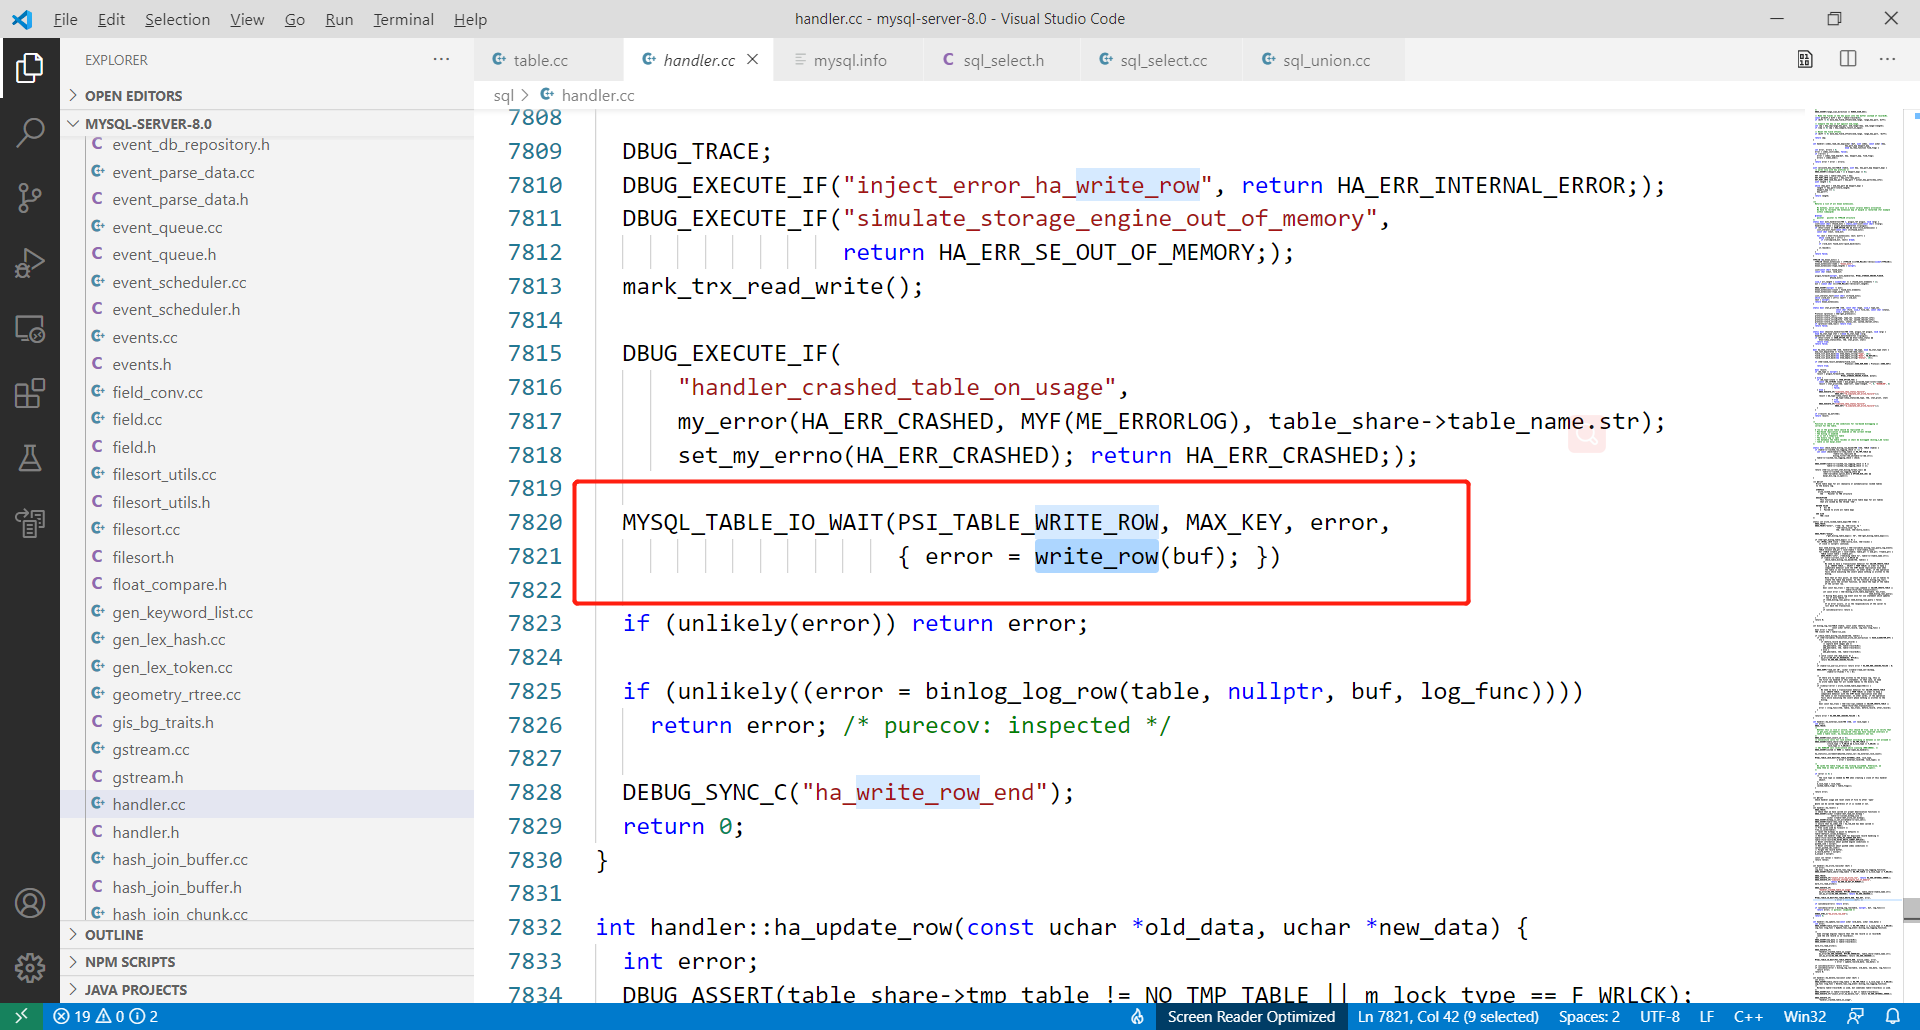 File Edit Selection View Go Run Terminal Help
handler.cc - mysql-server-8.0 - Visual Studio Code
EXPLORER
OPEN EDITORS
MYSQL-SERVER-8.0
event_db_repository.h
event_parse_data.cc
event_parse_data.h
event_queue.cc
event_queue.h
event_scheduler.cc
event_scheduler.h
events.cc
events.h
field_conv.cc
field.cc
field.h
filesort_utils.cc
filesort_utils.h
filesort.cc
filesort.h
float_compare.h
gen_keyword_list.cc
gen_lex_hash.cc
gen_lex_token.cc
geometry_rtree.cc
gis_bg_traits.h
gstream.cc
gstream.h
handler.cc
handler.h
hash_join_buffer.cc
hash_join_buffer.h
hash_join_chunk.cc
OUTLINE
NPM SCRIPTS
JAVA PROJECTS
table.cc handler.cc mysql.info sql_select.h sql_select.cc sql_union.cc
sql > handler.cc
7808
7809 DBUG_TRACE;
7810 DBUG_EXECUTE_IF("inject_error_ha_write_row", return HA_ERR_INTERNAL_ERROR;);
7811 DBUG_EXECUTE_IF("simulate_storage_engine_out_of_memory",
7812 return HA_ERR_SE_OUT_OF_MEMORY;);
7813 mark_trx_read_write();
7814
7815 DBUG_EXECUTE_IF(
7816 "handler_crashed_table_on_usage",
7817 my_error(HA_ERR_CRASHED, MYF(ME_ERRORLOG), table_share->table_name.str);
7818 set_my_errno(HA_ERR_CRASHED); return HA_ERR_CRASHED;);
7819
7820 MYSQL_TABLE_IO_WAIT(PSI_TABLE_WRITE_ROW, MAX_KEY, error,
7821 { error = write_row(buf); })
7822
7823 if (unlikely(error)) return error;
7824
7825 if (unlikely((error = binlog_log_row(table, nullptr, buf, log_func))))
7826 return error; /* purecov: inspected */
7827
7828 DEBUG_SYNC_C("ha_write_row_end");
7829 return 0;
7830 }
7831
7832 int handler::ha_update_row(const uchar *old_data, uchar *new_data) {
7833 int error;
7834 DBUG_ASSERT(table_share->tmp_table != NO_TMP_TABLE || m_lock_type == F_WRLCK);
19 0 2
Screen Reader Optimized Ln 7821, Col 42 (9 selected) Spaces: 2 UTF-8 LF C++ Win32